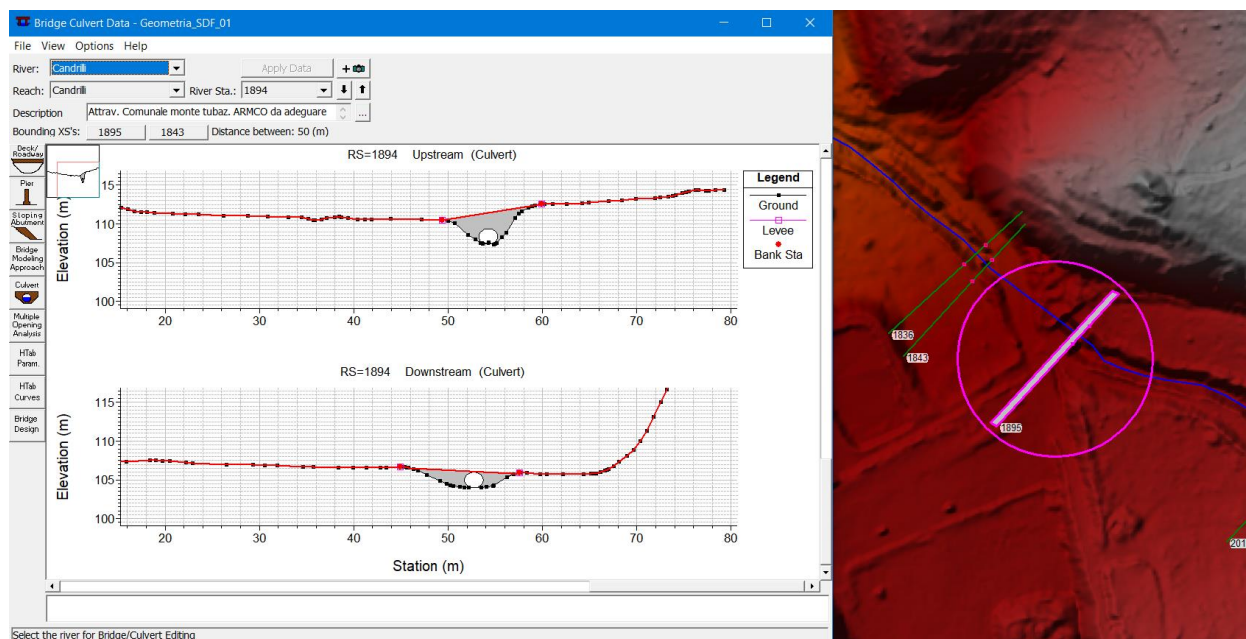 Bridge Culvert Data - Geometria_SDF_01
File View Options Help
River: Candrilli Apply Data +
Reach: Candrilli River Sta.: 1894
Description Attrav. Comunale monte tubaz. ARMCO da adeguare ...
Bounding XS's: 1895 1843 Distance between: 50 (m)
Deck/
Roadway
Pier
Sloping
Abutment
Bridge
Modeling
Approach
Culvert
Multiple
Opening
Analysis
HTab
Param.
HTab
Curves
Bridge
Design
RS=1894 Upstream (Culvert)
Elevation (m)
15
110
105
100
20 30 40 50 60 70 80
Legend
Ground
Levee
Bank Sta
RS=1894 Downstream (Culvert)
Elevation (m)
115
110
105
100
20 30 40 50 60 70 80
Station (m)
Select the river for Bridge/Culvert Editing
1836
1843
1895
201